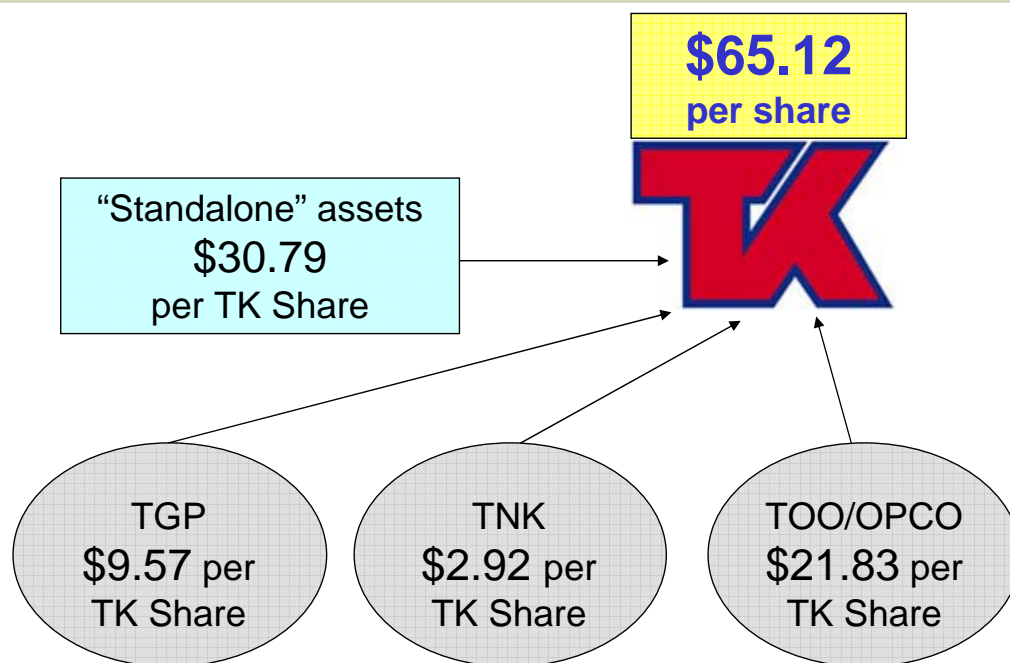 $65.12
per share
TK
“Standalone” assets
$30.79
per TK Share
TGP
$9.57 per
TK Share
TNK
$2.92 per
TK Share
TOO/OPCO
$21.83 per
TK Share